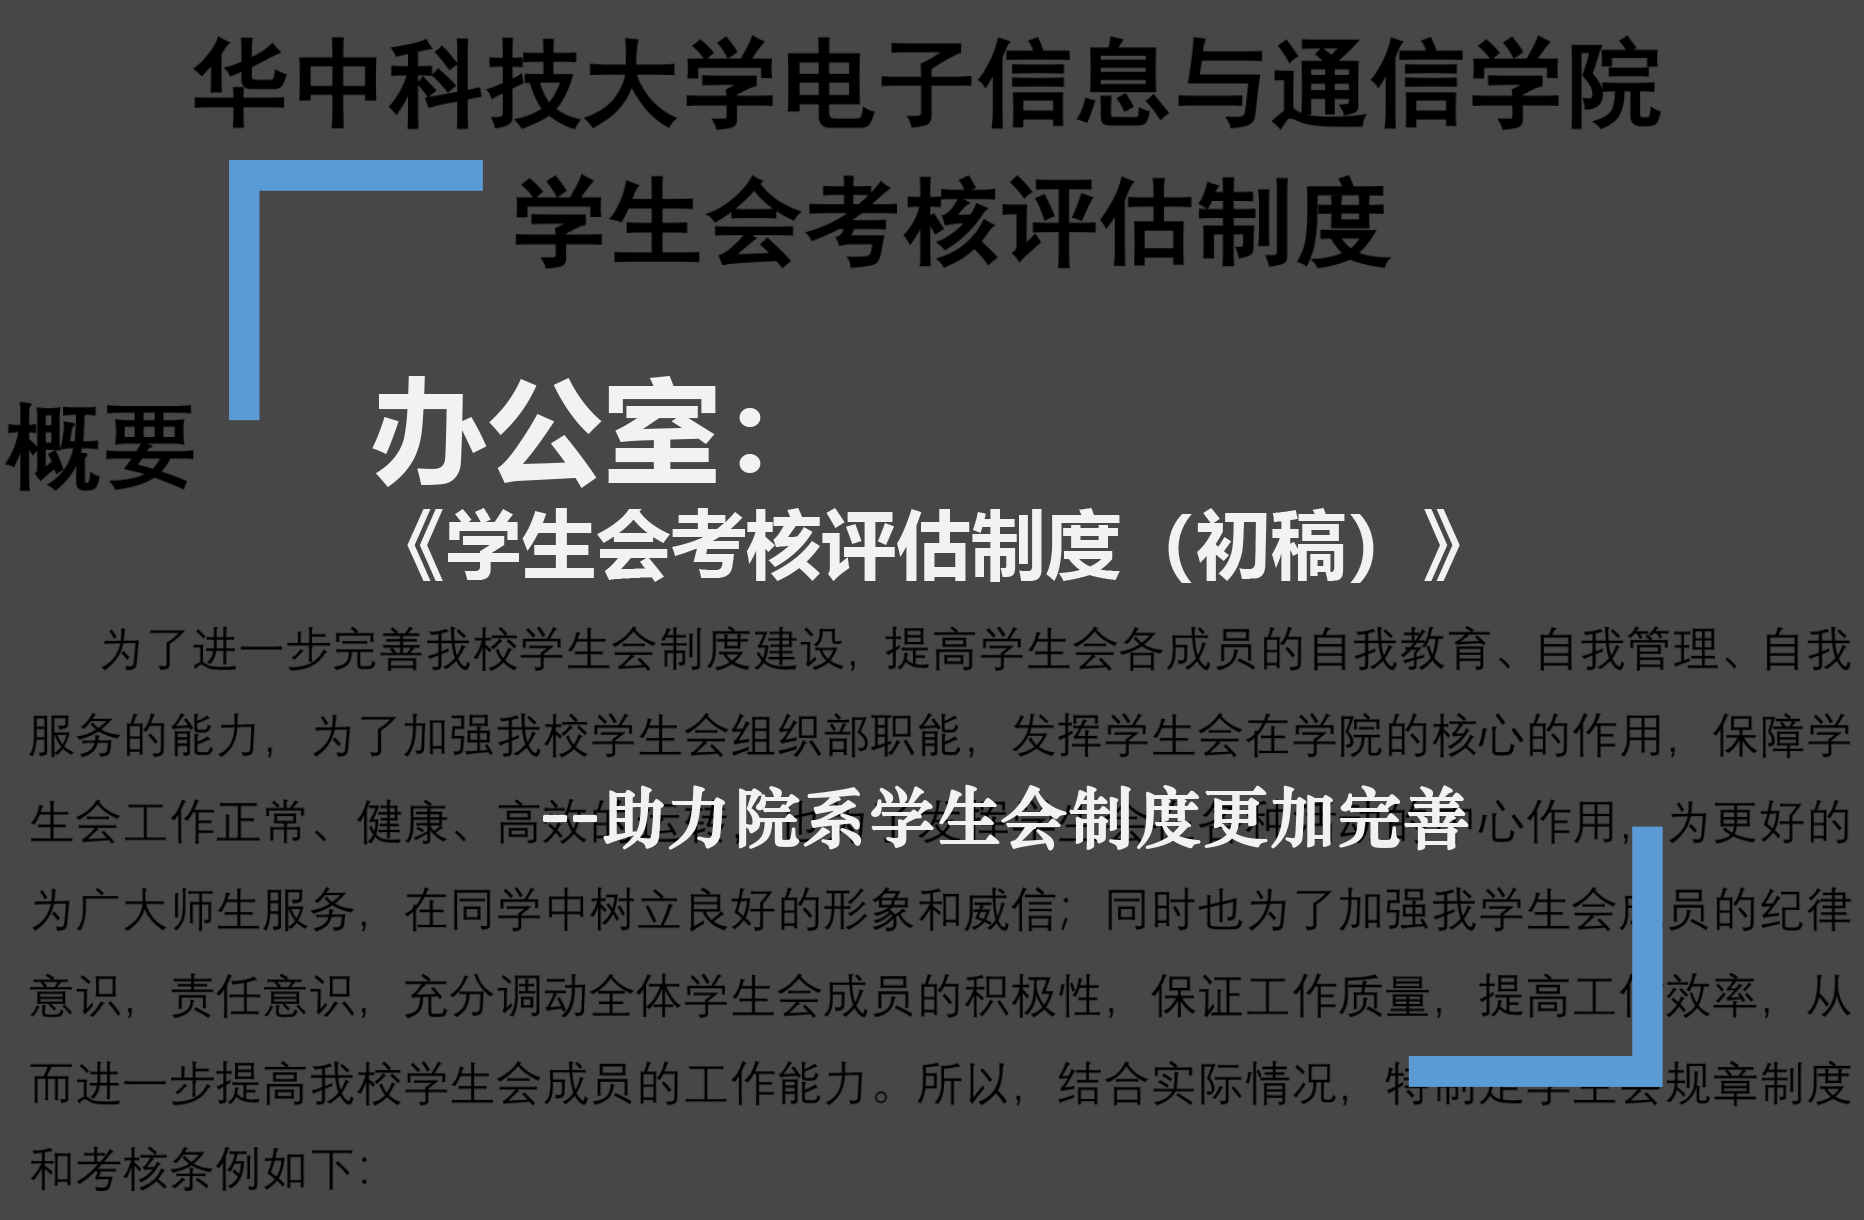 华中科技大学电子信息与通信学院
学生会考核评估制度
概要
办公室：
《学生会考核评估制度（初稿）》
为了进一步完善我校学生会制度建设，提高学生会各成员的自我教育、自我管理、自我
服务的能力，为了加强我校学生会组织部职能，发挥学生会在学院的核心的作用，保障学
生会工作正常、健康、高效 心作用，为更好的
--助力院系学生会制度更加完善
为广大师生服务，在同学中树立良好的形象和威信；同时也为了加强我学生会成员的纪律
意识，责任意识，充分调动全体学生会成员的积极性，保证工作质量，提高工作效率，从
而进一步提高我校学生会成员的工作能力。所以，结合实际情况，特制定学生会规章制度
和考核条例如下：